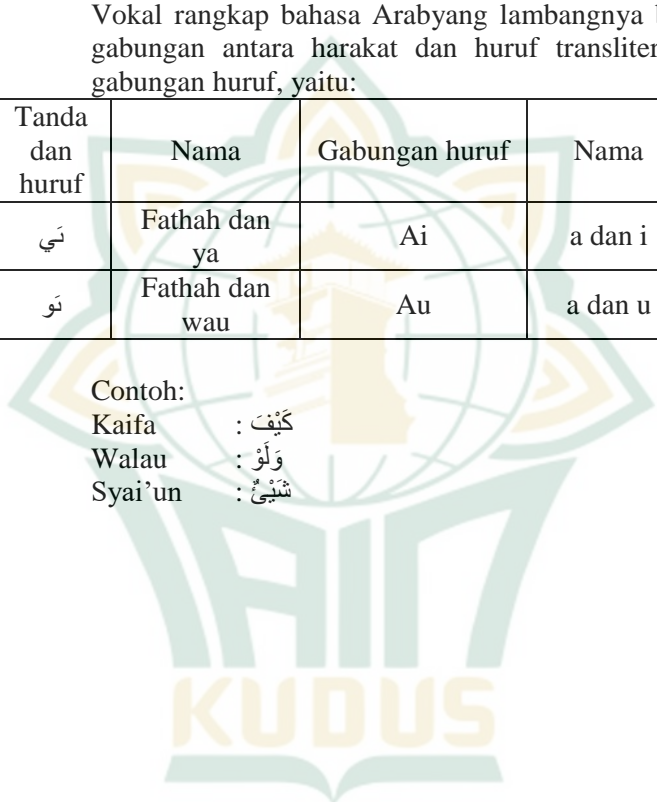 Vokal rangkap bahasa Arabyang lambangnya
gabungan antara harakat dan huruf
gabungan huruf, yaitu:
Tanda dan huruf Nama Gabungan huruf Nama
ـَي Fathah dan ya Ai a dan i
ـَو Fathah dan wau Au a dan u
Contoh:
Kaifa : كَيْفَ
Walau : وَلَوْ
Syai'un : شَيْئٌ
IAIN
KUDUS